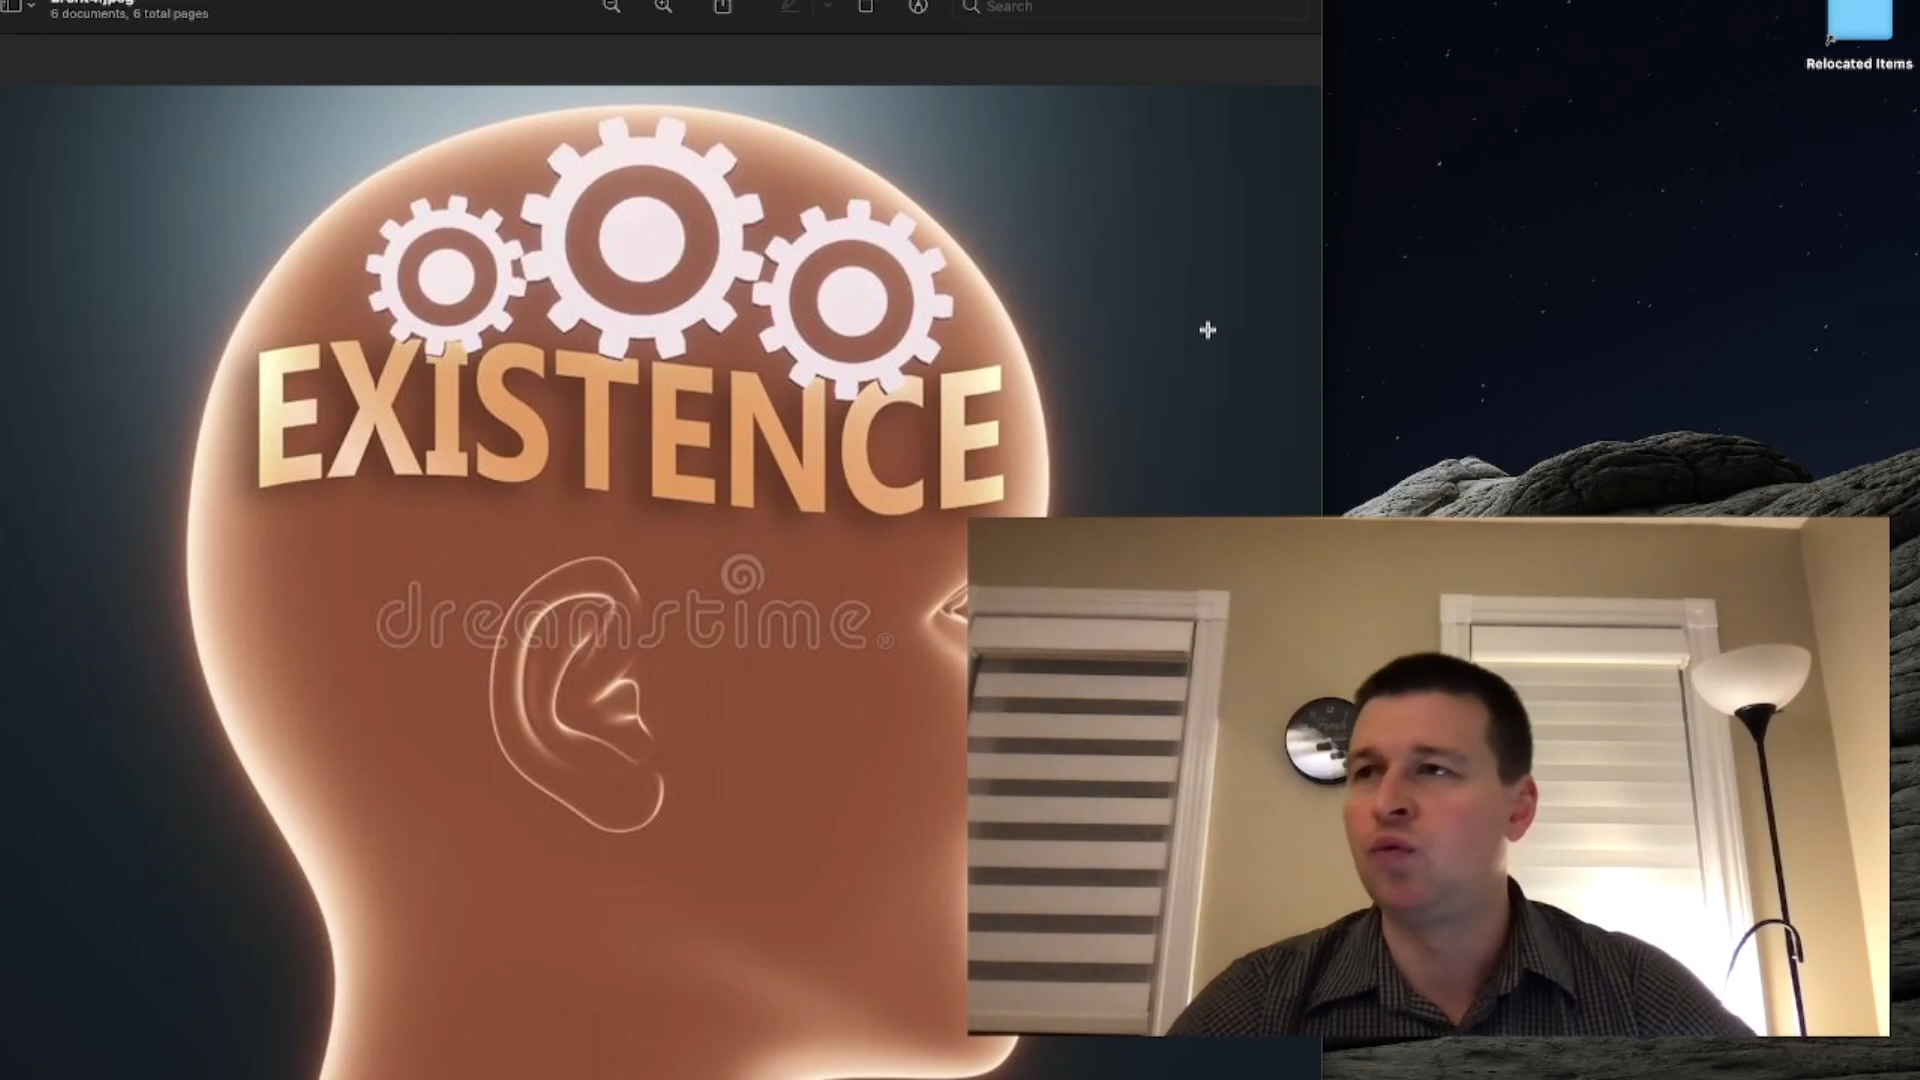 6 documents, 6 total pages
Search
Relocated Items
EXISTENCE
dreamstime.